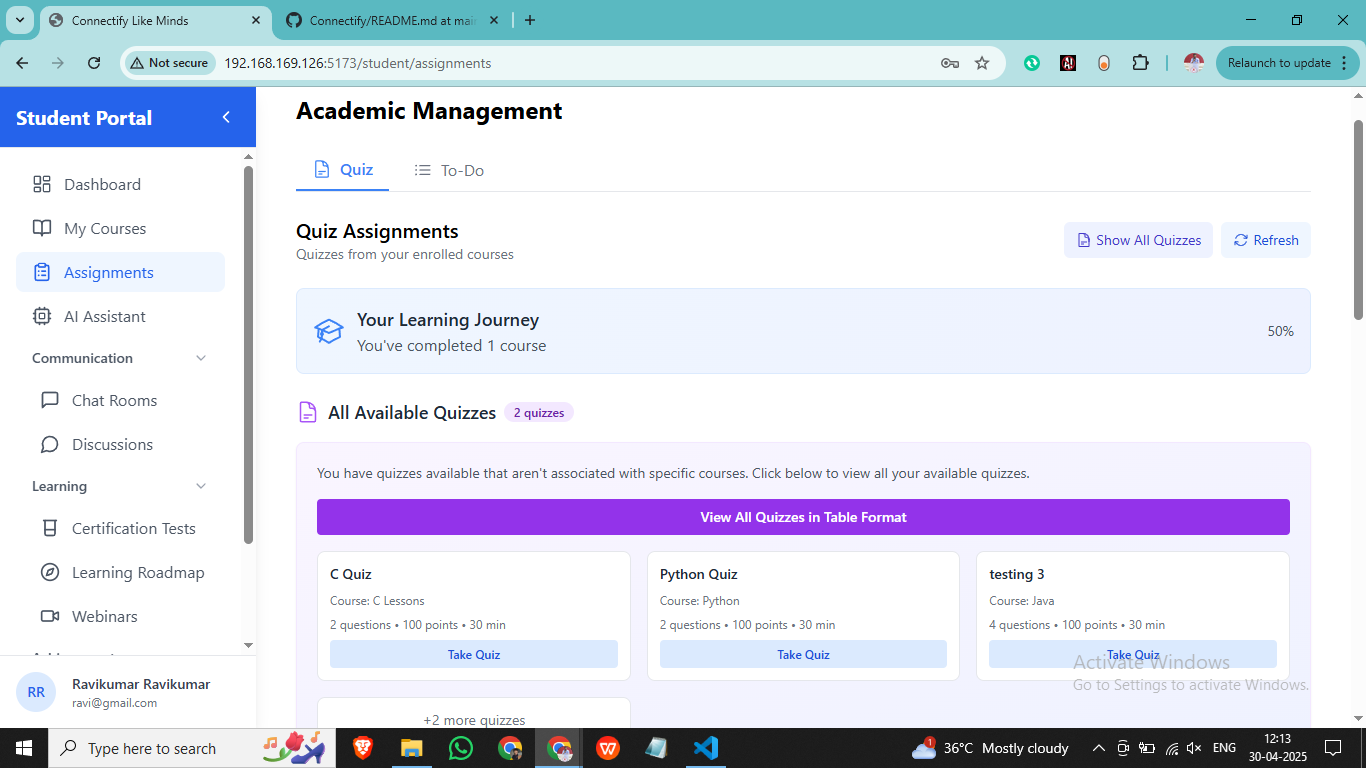 Connectify Like Minds
Connectify/README.md at mai
Not secure
192.168.169.126:5173/student/assignments
Relaunch to update
Student Portal
Dashboard
My Courses
Assignments
AI Assistant
Communication
Chat Rooms
Discussions
Learning
Certification Tests
Learning Roadmap
Webinars
RR
Ravikumar Ravikumar
ravi@gmail.com
Academic Management
Quiz
To-Do
Quiz Assignments
Quizzes from your enrolled courses
Show All Quizzes
Refresh
Your Learning Journey
You've completed 1 course
50%
All Available Quizzes
2 quizzes
You have quizzes available that aren't associated with specific courses. Click below to view all your available quizzes.
View All Quizzes in Table Format
C Quiz
Course: C Lessons
2 questions • 100 points • 30 min
Take Quiz
Python Quiz
Course: Python
2 questions • 100 points • 30 min
Take Quiz
testing 3
Course: Java
4 questions • 100 points • 30 min
Take Quiz
+2 more quizzes
Activate Windows
Go to Settings to activate Windows.
Type here to search
1
36°C Mostly cloudy
ENG
12:13
30-04-2025